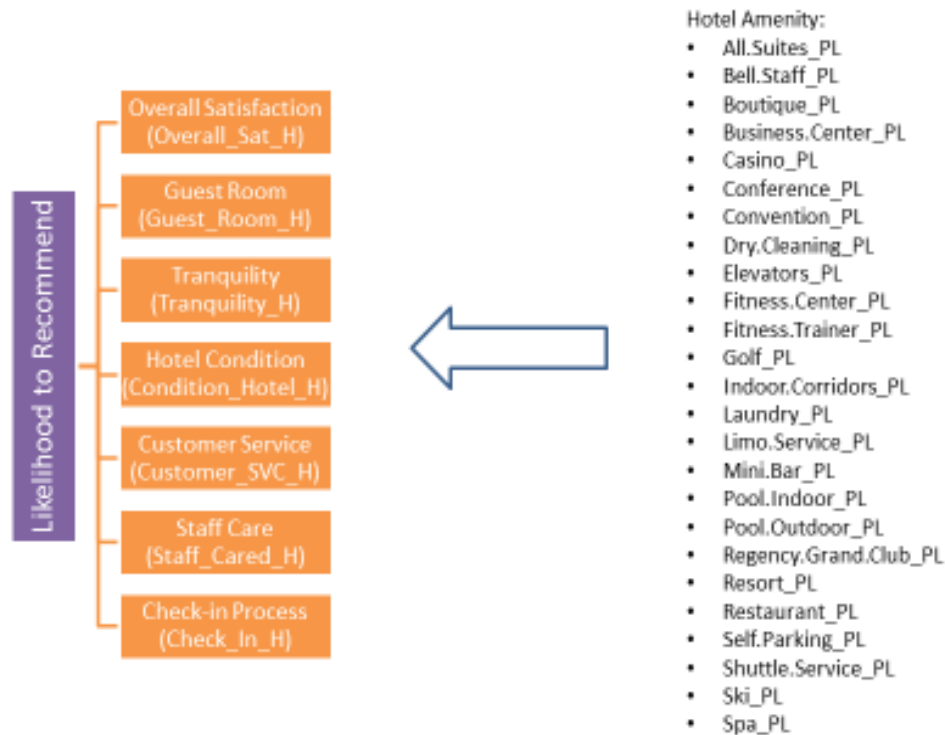 Likelihood to Recommend
Overall Satisfaction
(Overall_Sat_H)
Guest Room
(Guest_Room_H)
Tranquility
(Tranquility_H)
Hotel Condition
(Condition_Hotel_H)
Customer Service
(Customer_SVC_H)
Staff Care
(Staff_Cared_H)
Check-in Process
(Check_In_H)
Hotel Amenity:
• All.Suites_PL
• Bell.Staff_PL
• Boutique_PL
• Business.Center_PL
• Casino_PL
• Conference_PL
• Convention_PL
• Dry.Cleaning_PL
• Elevators_PL
• Fitness.Center_PL
• Fitness.Trainer_PL
• Golf_PL
• Indoor.Corridors_PL
• Laundry_PL
• Limo.Service_PL
• Mini.Bar_PL
• Pool.Indoor_PL
• Pool.Outdoor_PL
• Regency.Grand.Club_PL
• Resort_PL
• Restaurant_PL
• Self.Parking_PL
• Shuttle.Service_PL
• Ski_PL
• Spa_PL